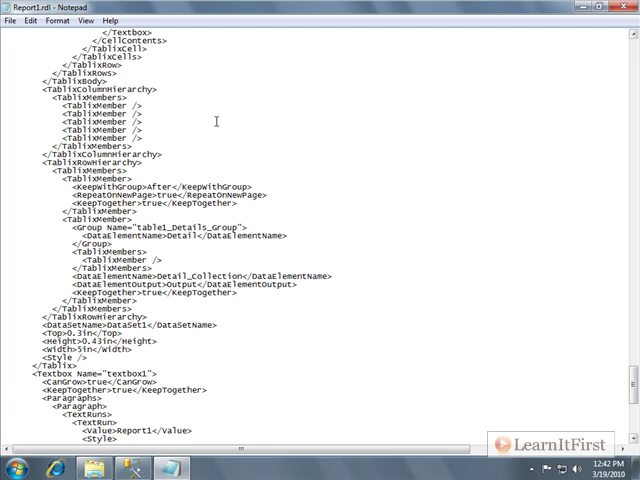 Report1.rdl - Notepad
File Edit Format View Help
</Textbox>
</CellContents>
</TablixCell>
</TablixCells>
</TablixRow>
</TablixRows>
</TablixBody>
<TablixColumnHierarchy>
<TablixMembers>
<TablixMember />
<TablixMember />
<TablixMember />
<TablixMember />
<TablixMember />
</TablixMembers>
</TablixColumnHierarchy>
<TablixRowHierarchy>
<TablixMembers>
<TablixMember>
<KeepWithGroup>After</KeepWithGroup>
<RepeatOnNewPage>true</RepeatOnNewPage>
<KeepTogether>true</KeepTogether>
</TablixMember>
<TablixMember>
<Group Name="table1_Details_Group">
<DataElementName>Detail</DataElementName>
</Group>
<TablixMembers>
<TablixMember />
</TablixMembers>
<DataElementName>Detail_Collection</DataElementName>
<DataElementOutput>Output</DataElementOutput>
<KeepTogether>true</KeepTogether>
</TablixMember>
</TablixMembers>
</TablixRowHierarchy>
<DataSetName>DataSet1</DataSetName>
<Top>0.3in</Top>
<Height>0.43in</Height>
<Width>5in</Width>
<Style />
</Tablix>
<Textbox Name="textbox1">
<CanGrow>true</CanGrow>
<KeepTogether>true</KeepTogether>
<Paragraphs>
<Paragraph>
<TextRuns>
<TextRun>
<Value>Report1</Value>
<Style>
LearnItFirst
12:42 PM
3/19/2010